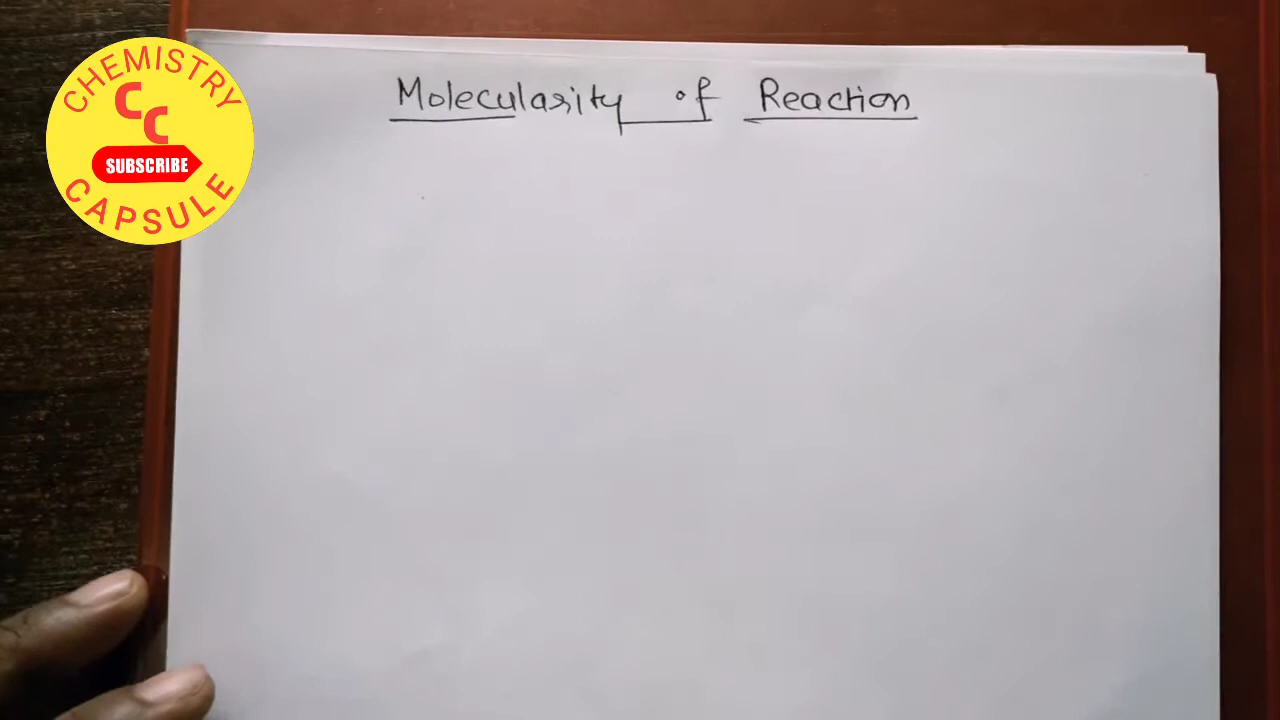 CHEMISTRY
CC
SUBSCRIBE
CAPSULE
Molecularity of Reaction